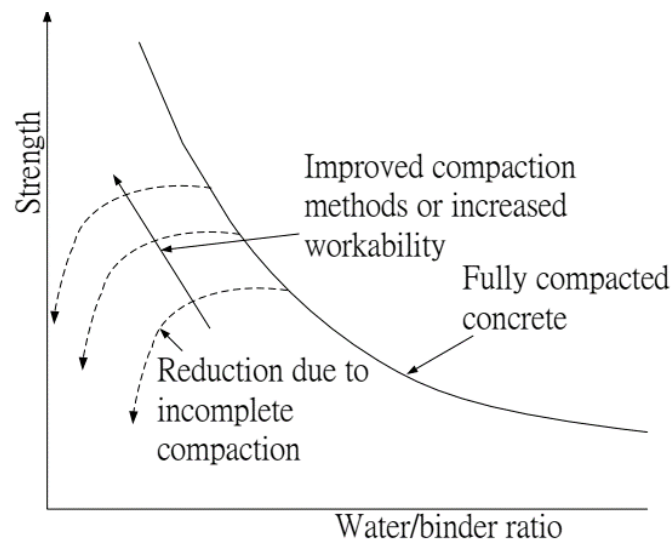 Strength
Improved compaction
methods or increased
workability
Fully compacted
concrete
Reduction due to
incomplete
compaction
Water/binder ratio